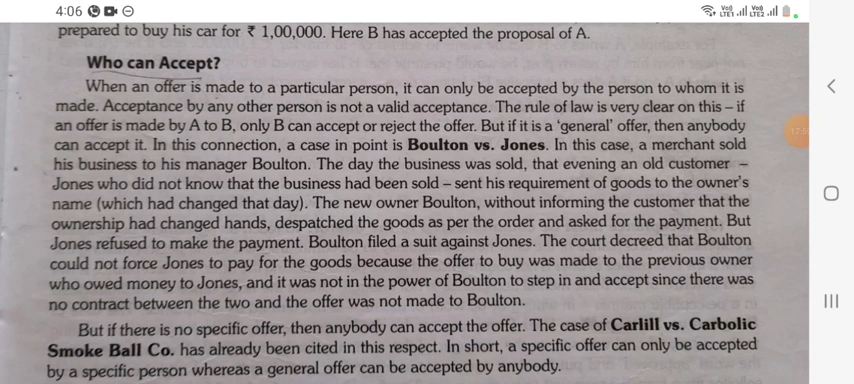 4:06
Vo)) LTE1 Vo)) LTE2
prepared to buy his car for ₹ 1,00,000. Here B has accepted the proposal of A.
Who can Accept?
When an offer is made to a particular person, it can only be accepted by the person to whom it is
made. Acceptance by any other person is not a valid acceptance. The rule of law is very clear on this – if
an offer is made by A to B, only B can accept or reject the offer. But if it is a 'general' offer, then anybody
can accept it. In this connection, a case in point is Boulton vs. Jones. In this case, a merchant sold
his business to his manager Boulton. The day the business was sold, that evening an old customer –
Jones who did not know that the business had been sold – sent his requirement of goods to the owner's
name (which had changed that day). The new owner Boulton, without informing the customer that the
ownership had changed hands, despatched the goods as per the order and asked for the payment. But
Jones refused to make the payment. Boulton filed a suit against Jones. The court decreed that Boulton
could not force Jones to pay for the goods because the offer to buy was made to the previous owner
who owed money to Jones, and it was not in the power of Boulton to step in and accept since there was
no contract between the two and the offer was not made to Boulton.
But if there is no specific offer, then anybody can accept the offer. The case of Carlill vs. Carbolic
Smoke Ball Co. has already been cited in this respect. In short, a specific offer can only be accepted
by a specific person whereas a general offer can be accepted by anybody.